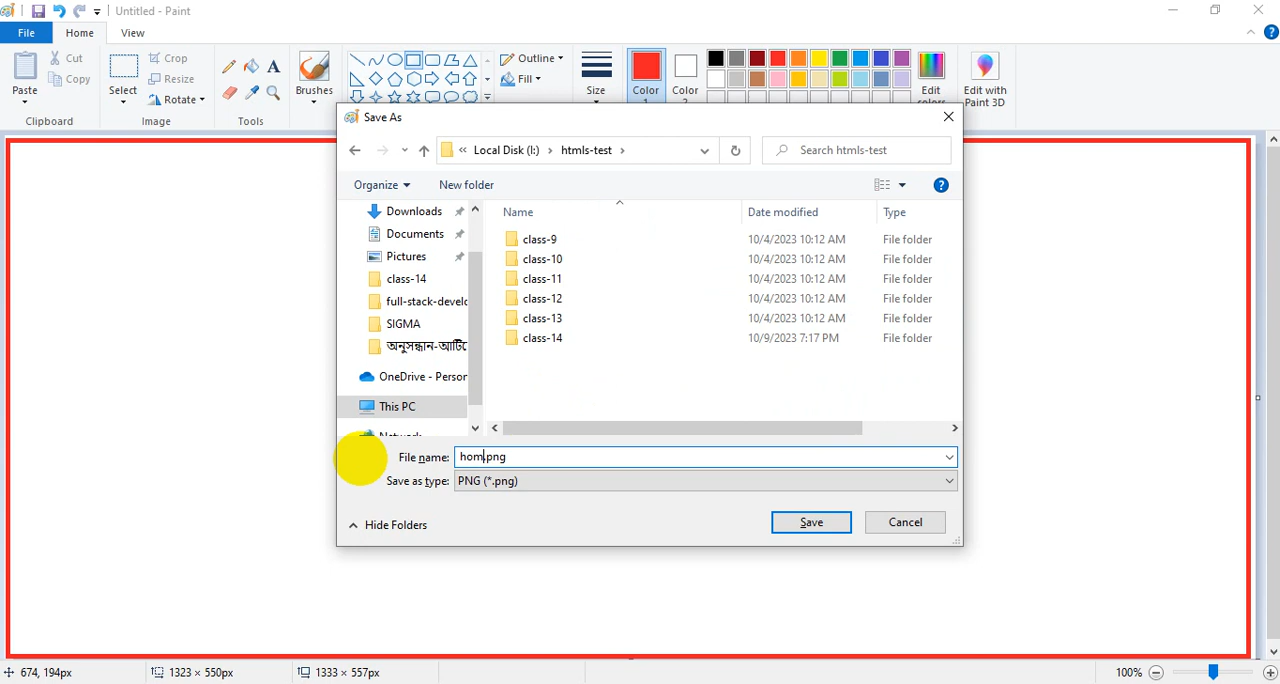 Untitled - Paint
File
Home
View
Paste
Cut
Copy
Clipboard
Select
Crop
Resize
Rotate
Image
A
Tools
Brushes
Outline
Fill
Size
Color
1
Color
2
Edit
colors
Edit with
Paint 3D
Save As
« Local Disk (I:) › htmls-test ›
Search htmls-test
Organize
New folder
Name Date modified Type
Downloads
Documents
Pictures
class-14
full-stack-develo
SIGMA
অনুসন্ধান-আর্টি
OneDrive - Person
This PC
Network
class-9 10/4/2023 10:12 AM File folder
class-10 10/4/2023 10:12 AM File folder
class-11 10/4/2023 10:12 AM File folder
class-12 10/4/2023 10:12 AM File folder
class-13 10/4/2023 10:12 AM File folder
class-14 10/9/2023 7:17 PM File folder
File name: hom.png
Save as type: PNG (*.png)
Hide Folders
Save
Cancel
674, 194px
1323 × 550px
1333 × 557px
100%